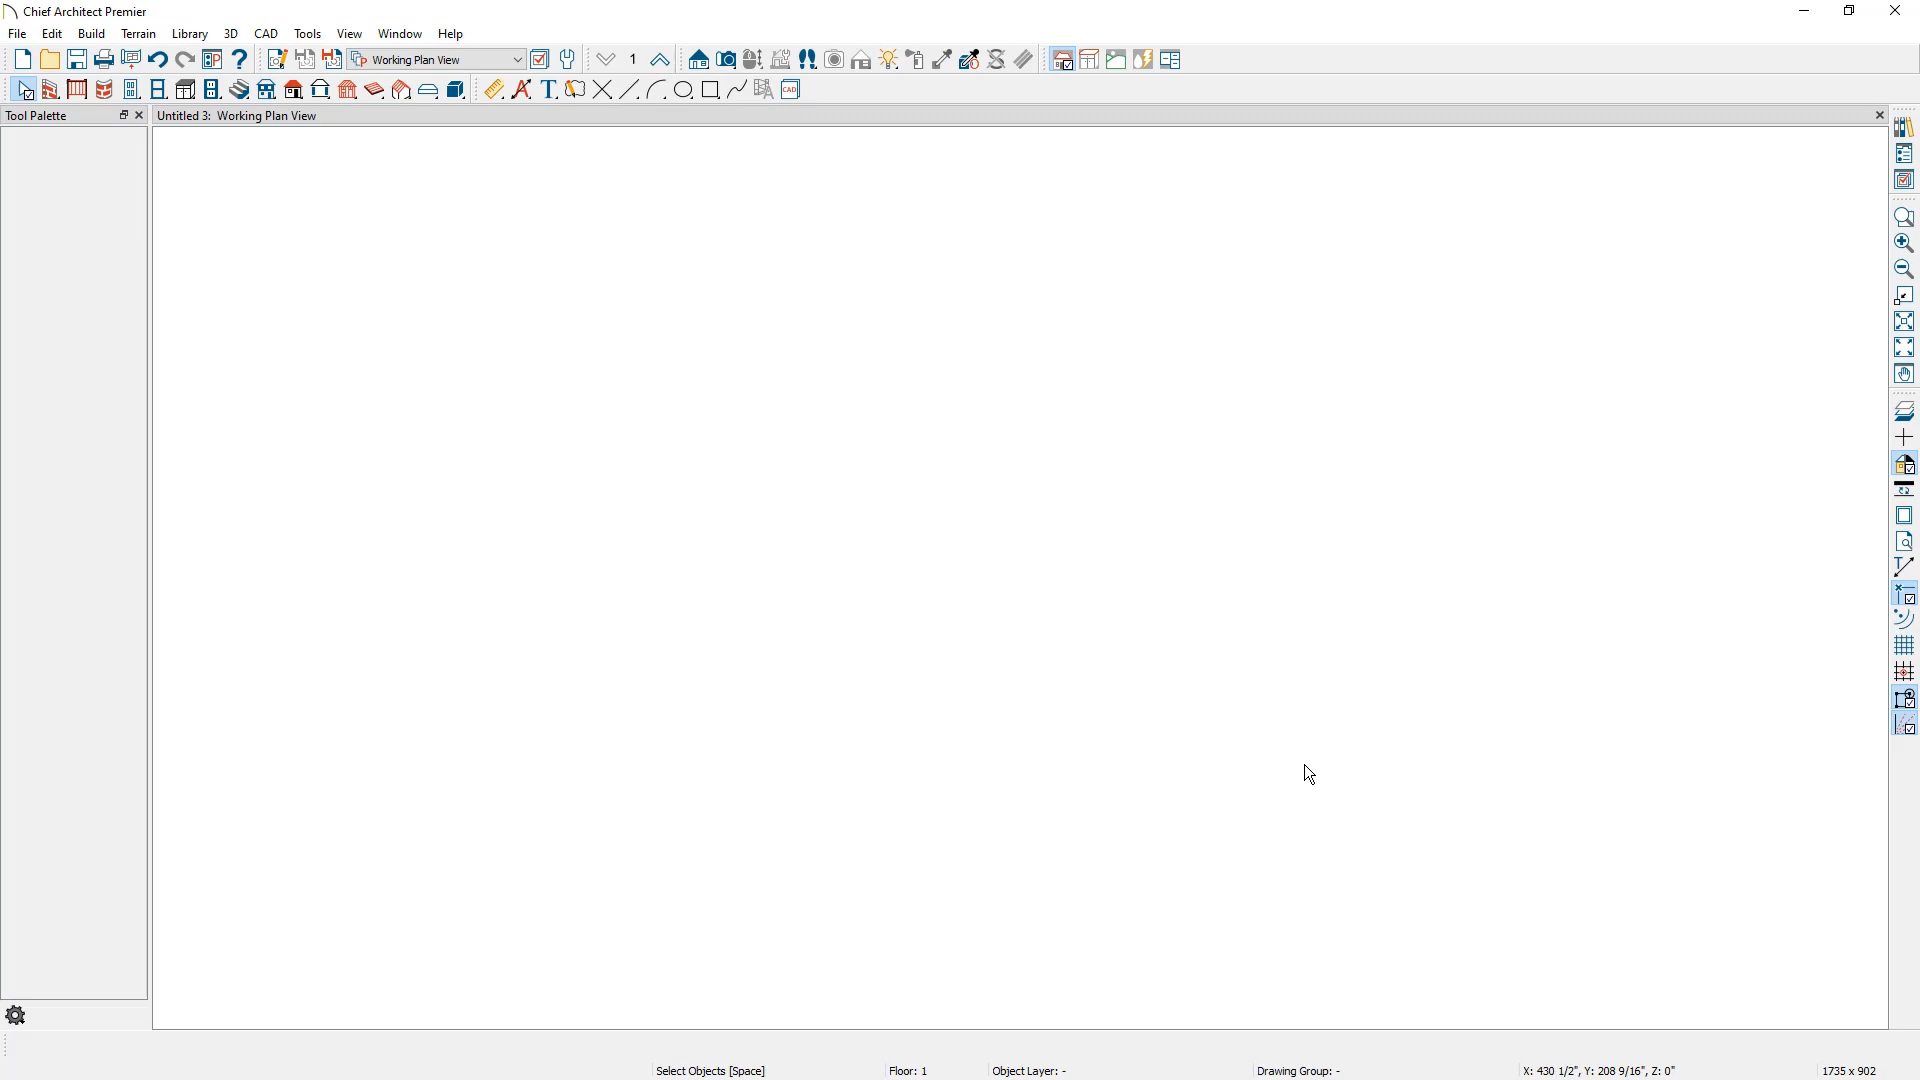 Chief Architect Premier
File Edit Build Terrain Library 3D CAD Tools View Window Help
Working Plan View 1
CAD
Tool Palette
Untitled 3: Working Plan View
Select Objects [Space] Floor: 1 Object Layer: - Drawing Group: - X: 430 1/2", Y: 208 9/16", Z: 0" 1735 x 902